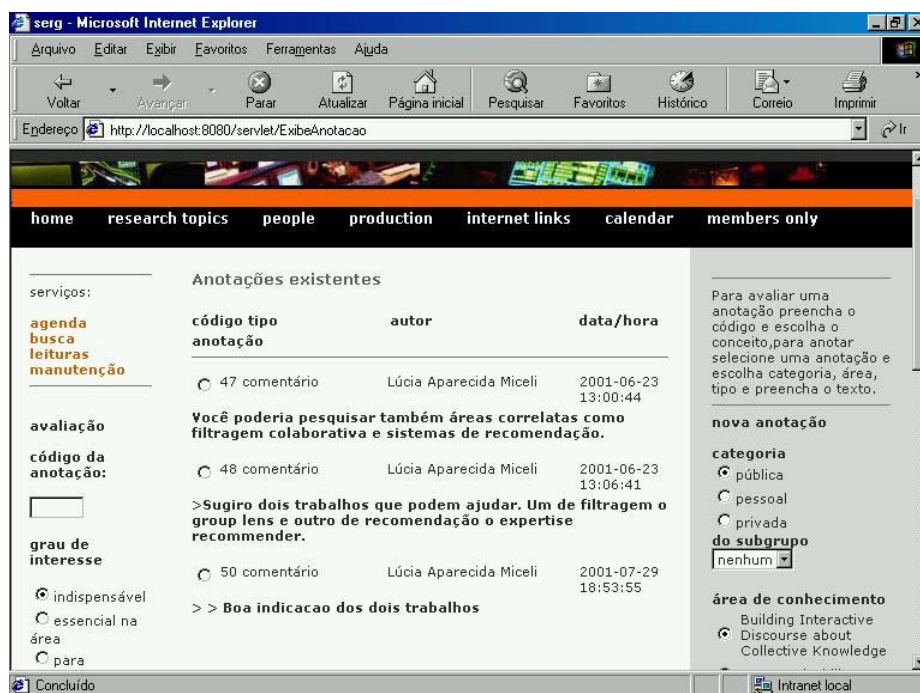 serg - Microsoft Internet Explorer
Arquivo Editar Exibir Favoritos Ferramentas Ajuda
Voltar Avançar Parar Atualizar Página inicial Pesquisar Favoritos Histórico Correio Imprimir
Endereço http://localhost:8080/servlet/ExibeAnotacao Ir
home research topics people production internet links calendar members only
serviços:
agenda
busca
leituras
manutenção
avaliação
código da
anotação:
grau de
interesse
indispensável
essencial na
área
para
Anotações existentes
código tipo autor data/hora
anotação
47 comentário Lúcia Aparecida Miceli 2001-06-23
13:00:44
Você poderia pesquisar também áreas correlatas como
filtragem colaborativa e sistemas de recomendação.
48 comentário Lúcia Aparecida Miceli 2001-06-23
13:06:41
>Sugiro dois trabalhos que podem ajudar. Um de filtragem o
group lens e outro de recomendação o expertise
recommender.
50 comentário Lúcia Aparecida Miceli 2001-07-29
18:53:55
> > Boa indicacao dos dois trabalhos
Para avaliar uma
anotação preencha o
código e escolha o
conceito,para anotar
selecione uma anotação e
escolha categoria, área,
tipo e preencha o texto.
nova anotação
categoria
pública
pessoal
privada
do subgrupo
nenhum
área de conhecimento
Building Interactive
Discourse about
Collective Knowledge
Concluído Intranet local